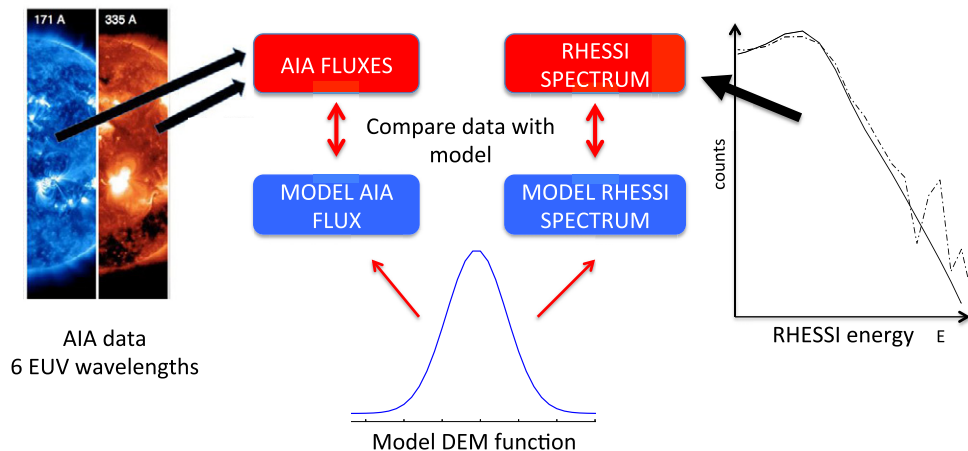 171 A
335 A
AIA FLUXES
RHESSI
SPECTRUM
Compare data with
model
MODEL AIA
FLUX
MODEL RHESSI
SPECTRUM
counts
RHESSI energy
E
AIA data
6 EUV wavelengths
Model DEM function